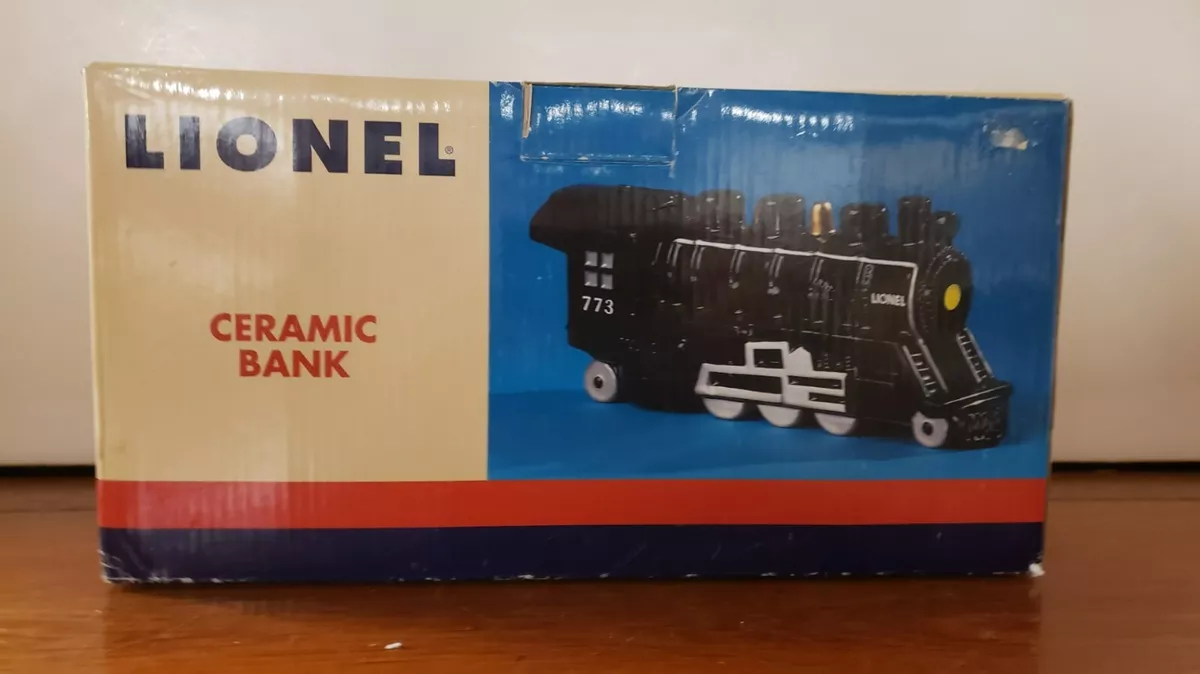 LIONEL®
CERAMIC
BANK
773
LIONEL